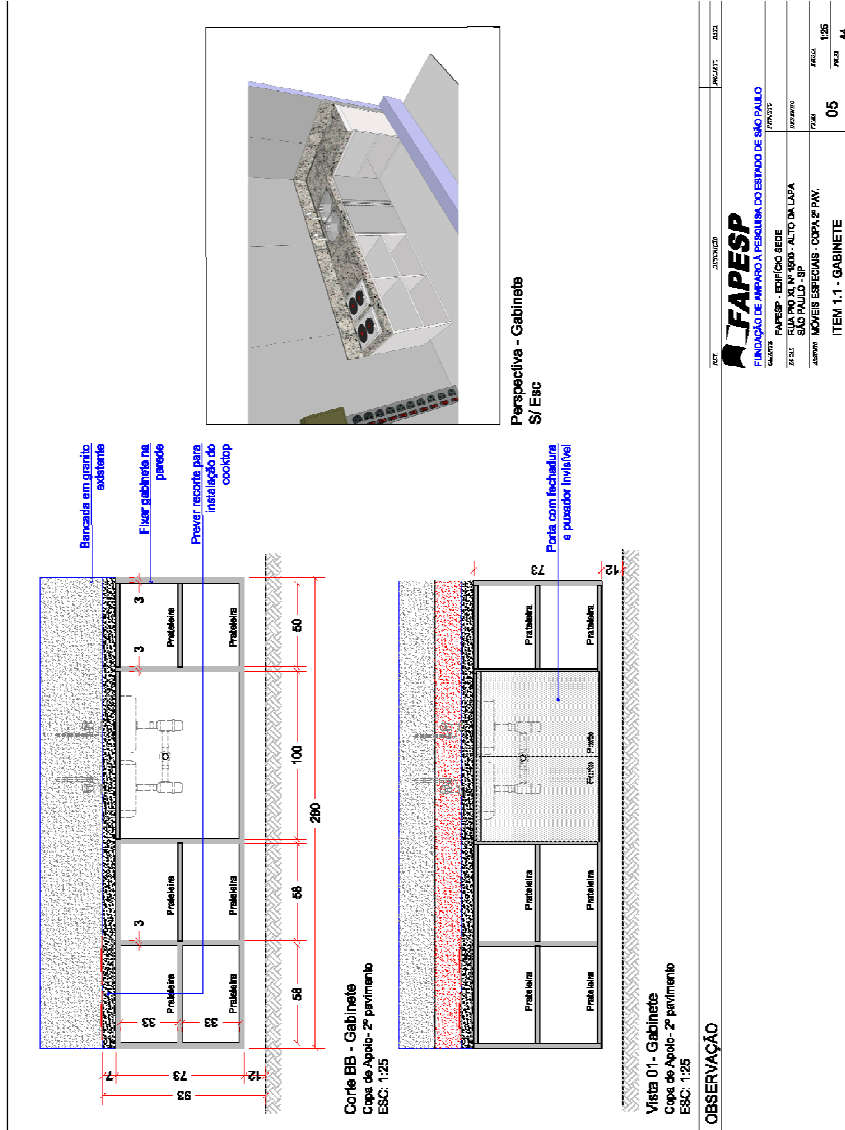 Bancada em granito
existente
Fixar gabinete na
parede
Prever recorte para
instalação do
cooktop
7
73
12
93
33
33
3
3
3
Prateleira
Prateleira
Prateleira
Prateleira
Prateleira
Prateleira
58
58
100
50
280
Corte BB - Gabinete
Copa de Apoio- 2º pavimento
ESC: 1:25
Perspectiva - Gabinete
S/ Esc
Porta com fechadura
e puxador invisível
73
12
Prateleira
Prateleira
Prateleira
Prateleira
Prateleira
Prateleira
Porta
Porta
Vista 01- Gabinete
Copa de Apoio- 2º pavimento
ESC: 1:25
OBSERVAÇÃO
FAPESP
FUNDAÇÃO DE AMPARO À PESQUISA DO ESTADO DE SÃO PAULO
FAPESP - EDIFÍCIO SEDE
RUA PIO XI, Nº 1500 - ALTO DA LAPA
SÃO PAULO - SP
MÓVEIS ESPECIAIS - COPA 2º PAV.
ITEM 1.1 - GABINETE
05
1:25
A4